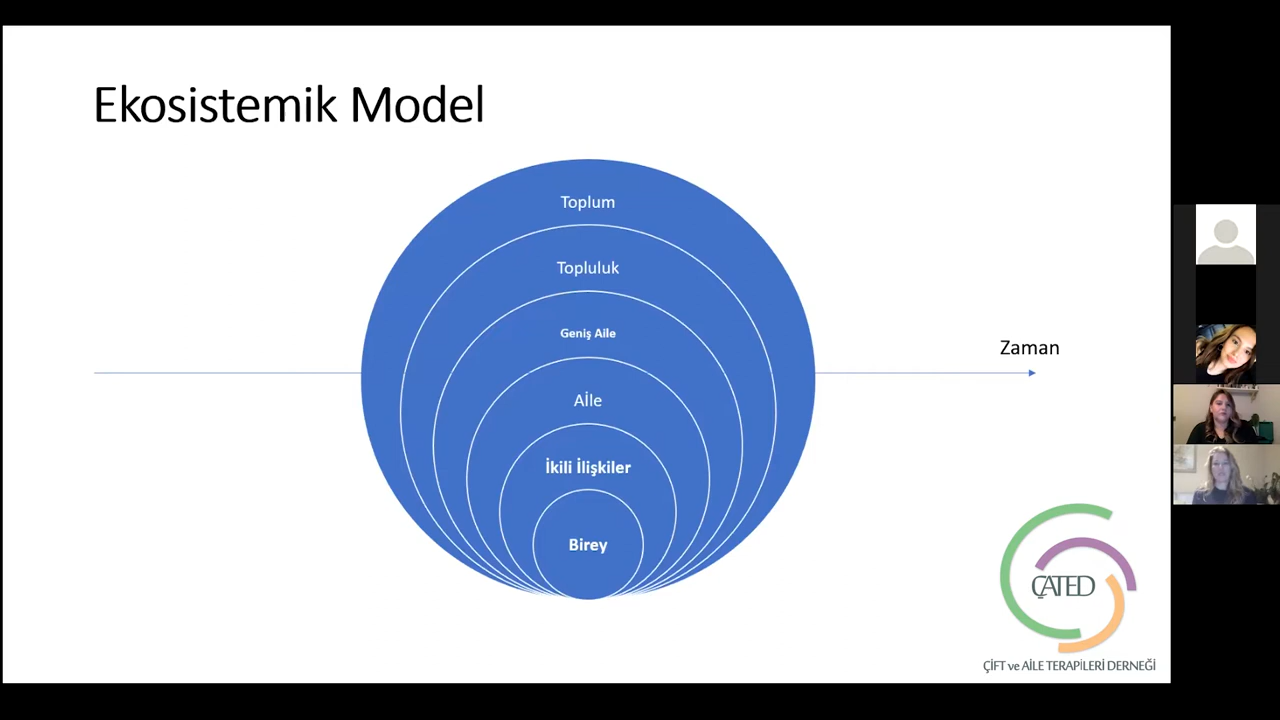 Ekosistemik Model
Toplum
Topluluk
Geniş Aile
Aİle
İkili İlişkiler
Birey
Zaman
ÇATED
ÇİFT ve AİLE TERAPİLERİ DERNEĞİ